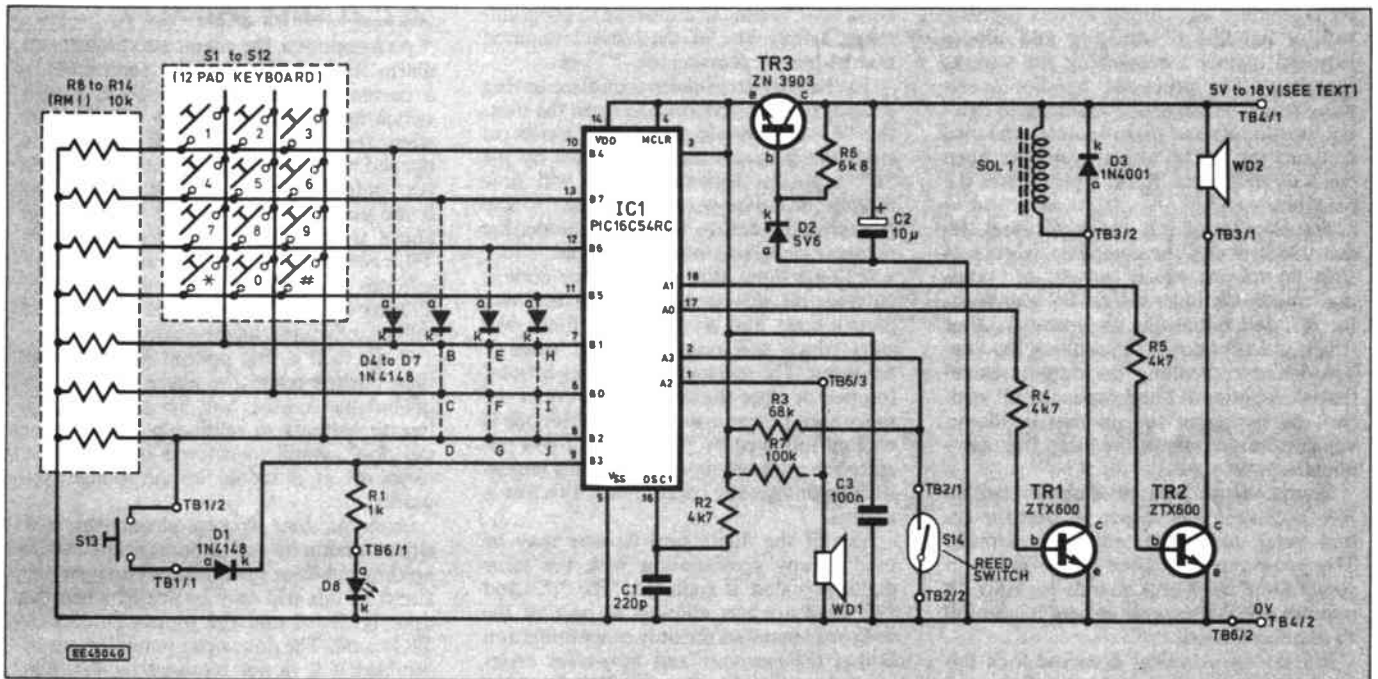 S1 to S12
(12 PAD KEYBOARD)
R8 to R14
(RM1) 10k
1
2
3
4
5
6
7
8
9
*
0
#
TR3
ZN 3903
e
c
b
5V to 18V (SEE TEXT)
TB4/1
14
4
VDD
MCLR
3
10
B4
13
B7
12
B6
11
B5
7
B1
6
B0
8
B2
9
B3
IC1
PIC16C54RC
A1
18
A0
17
A3
2
A2
1
VSS
OSC1
5
16
R6
6k8
k
D2
5V6
a
+
C2
10µ
SOL 1
k
D3
1N4001
a
WD2
TB3/2
TB3/1
a
a
a
a
k
k
k
k
D4 to D7
1N4148
B
E
H
C
F
I
D
G
J
TB6/3
R3
68k
R7
100k
R2
4k7
C3
100n
TB2/1
S14
REED
SWITCH
TB2/2
R4
4k7
R5
4k7
TR1
ZTX600
b
c
e
TR2
ZTX600
b
c
e
TB1/2
S13
TB1/1
D1
1N4148
a
k
R1
1k
TB6/1
a
D8
k
C1
220p
WD1
0V
TB4/2
TB6/2
EE4504G